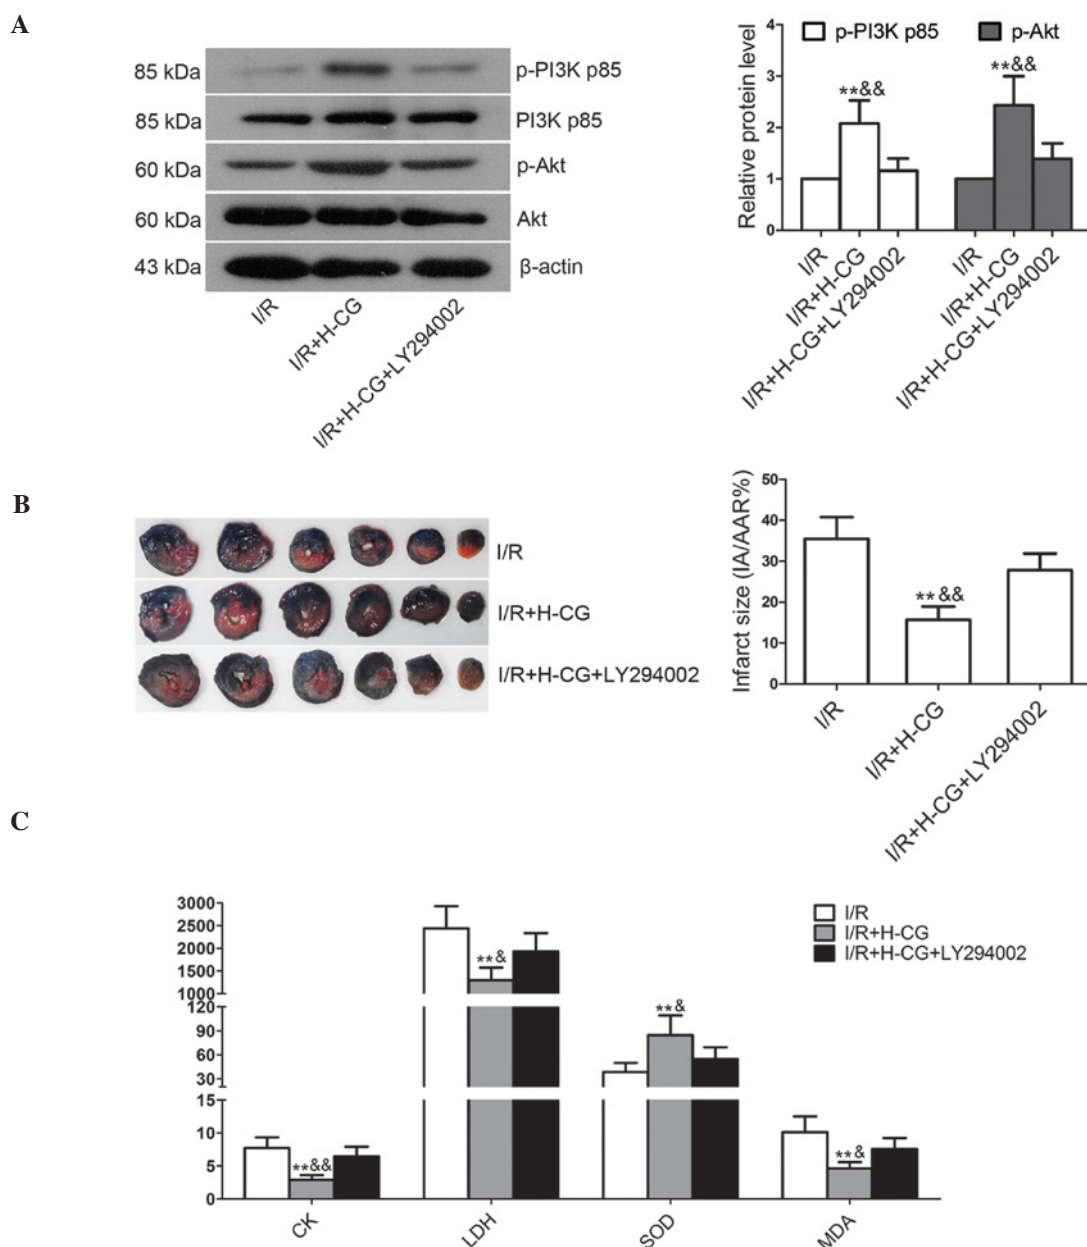 A
85 kDa p-PI3K p85
85 kDa PI3K p85
60 kDa p-Akt
60 kDa Akt
43 kDa β-actin
I/R I/R+H-CG I/R+H-CG+LY294002
p-PI3K p85 p-Akt
Relative protein level
4
3
2
1
0
**&& **&&
I/R I/R+H-CG I/R+H-CG+LY294002 I/R I/R+H-CG I/R+H-CG+LY294002
B
I/R
I/R+H-CG
I/R+H-CG+LY294002
Infarct size (IA/AAR%)
50
40
30
20
10
0
**&&
I/R I/R+H-CG I/R+H-CG+LY294002
C
I/R
I/R+H-CG
I/R+H-CG+LY294002
3000
2500
2000
1500
1000
120
90
60
30
15
10
5
0
**&& **& **& **&
CK LDH SOD MDA